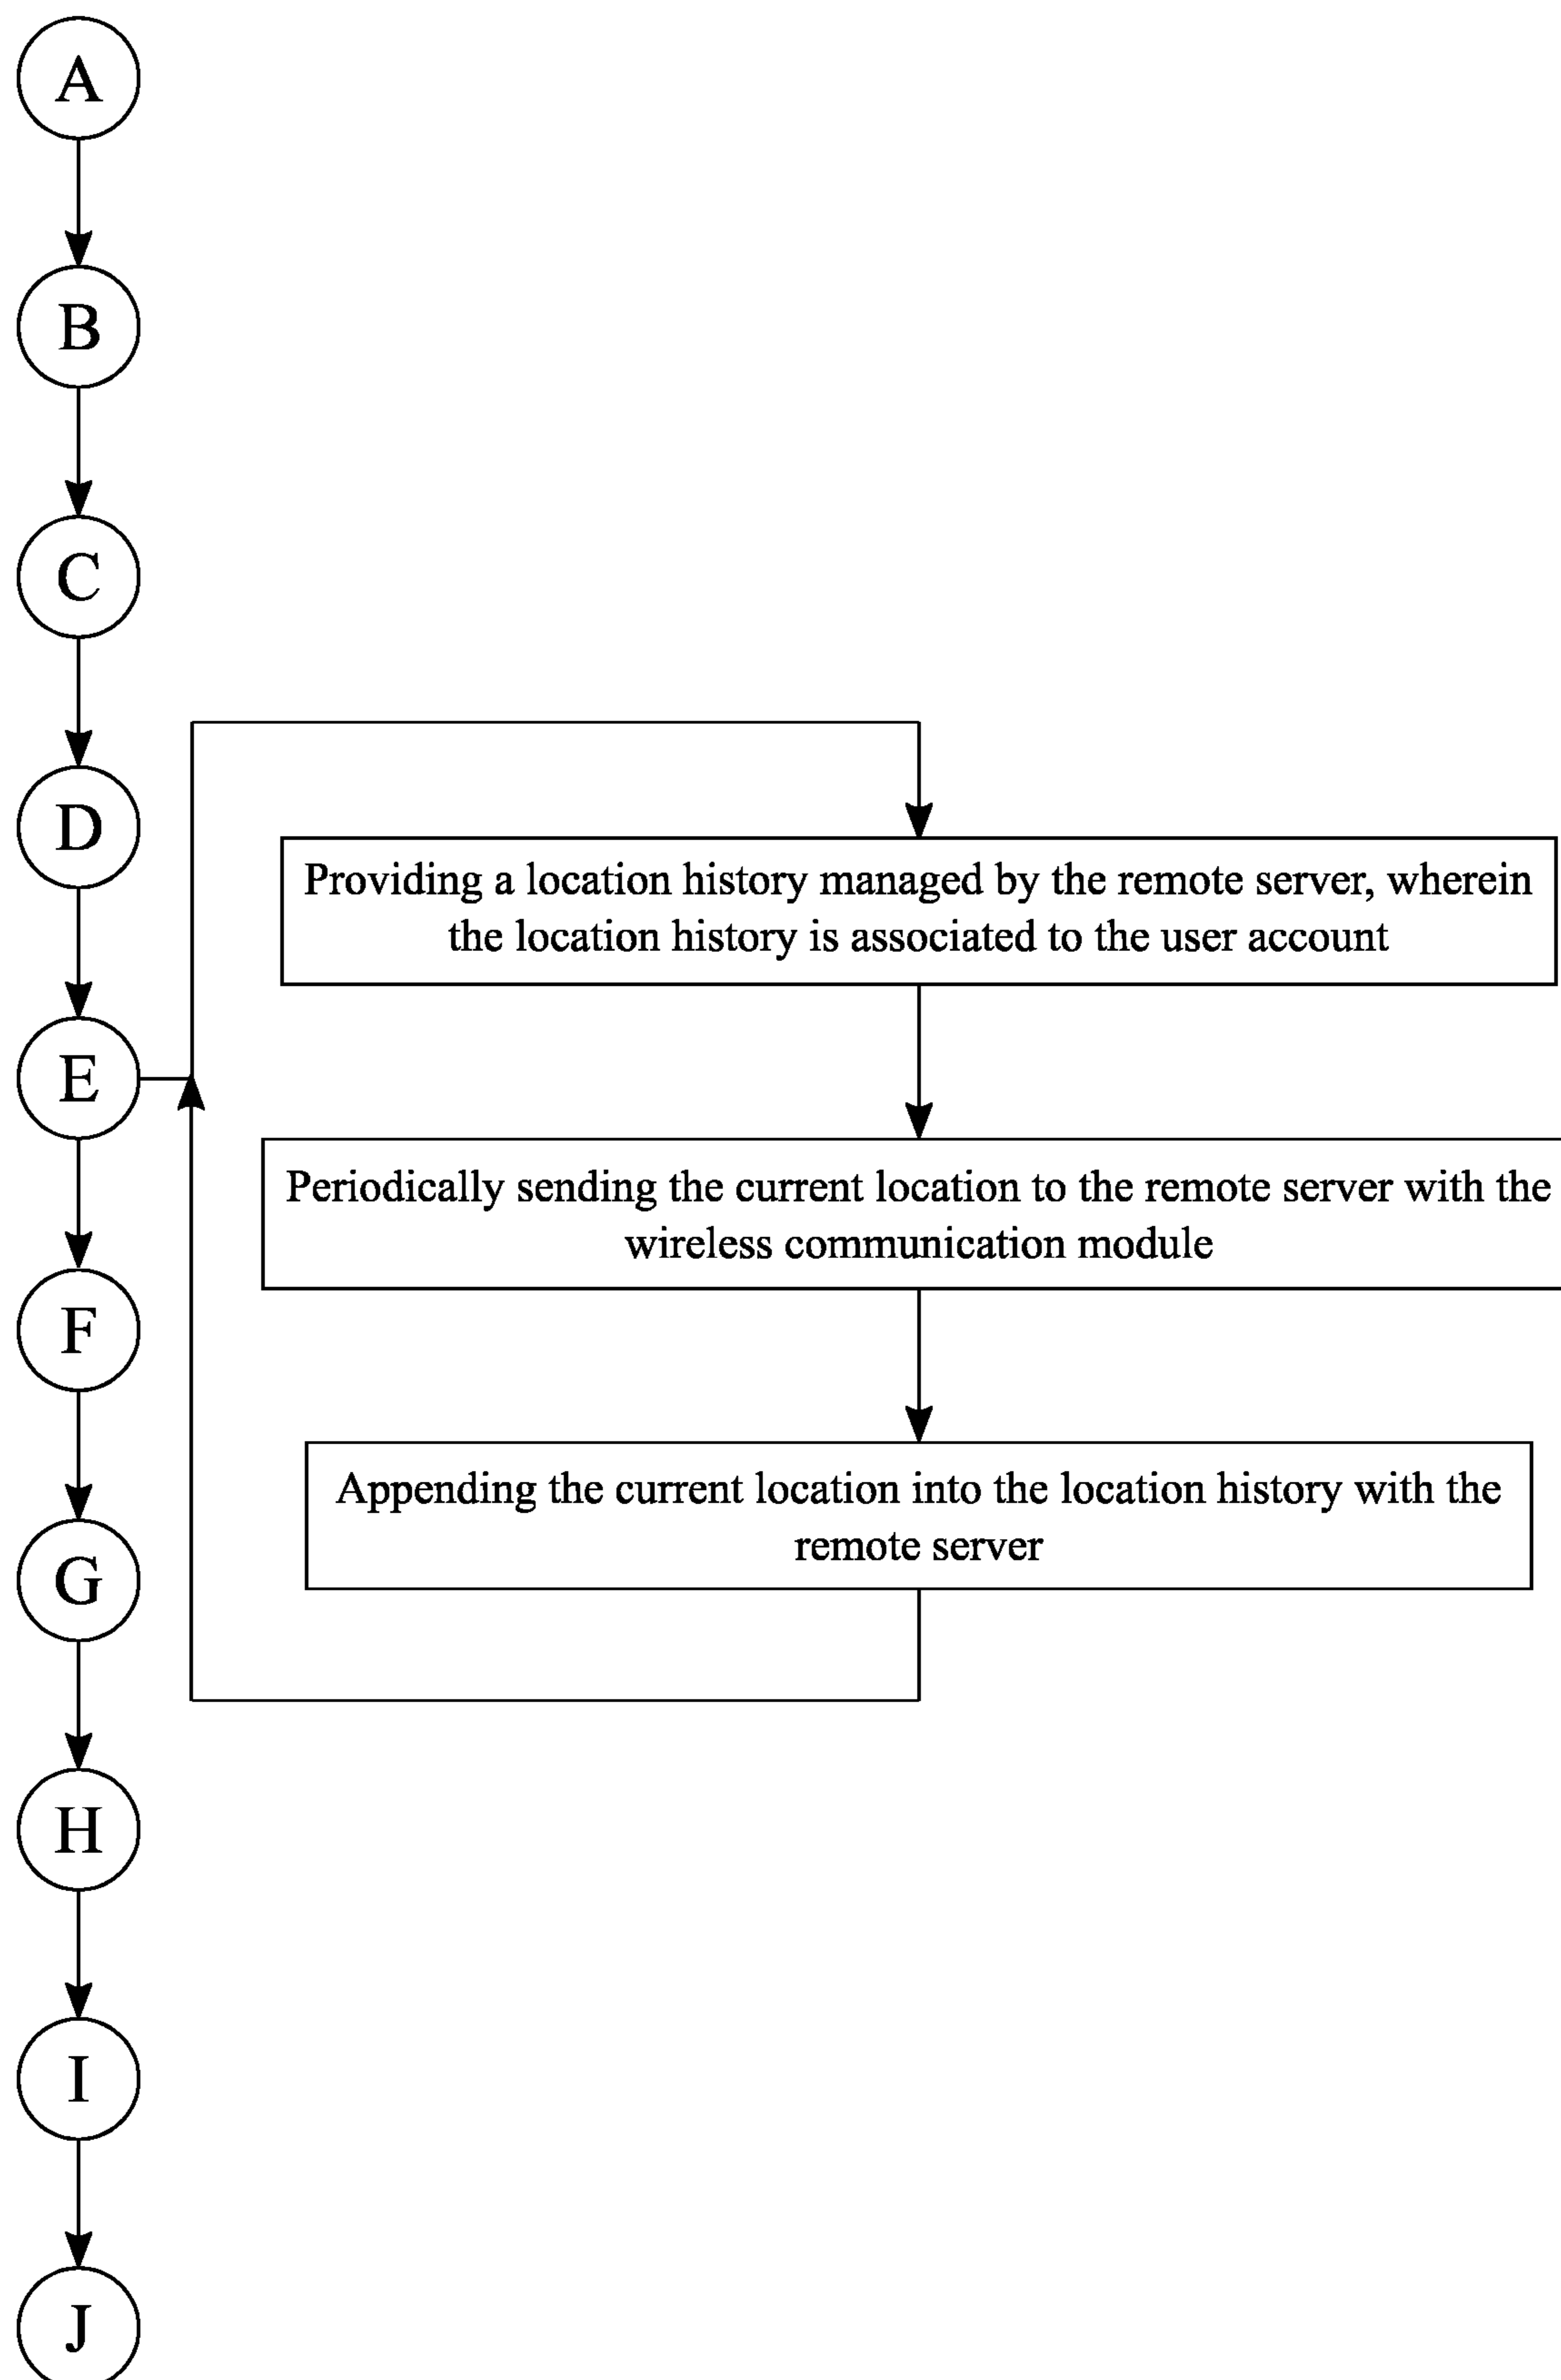 A
B
C
D
Providing a location history managed by the remote server, wherein
the location history is associated to the user account
E
Periodically sending the current location to the remote server with the
wireless communication module
F
Appending the current location into the location history with the
remote server
G
H
I
J